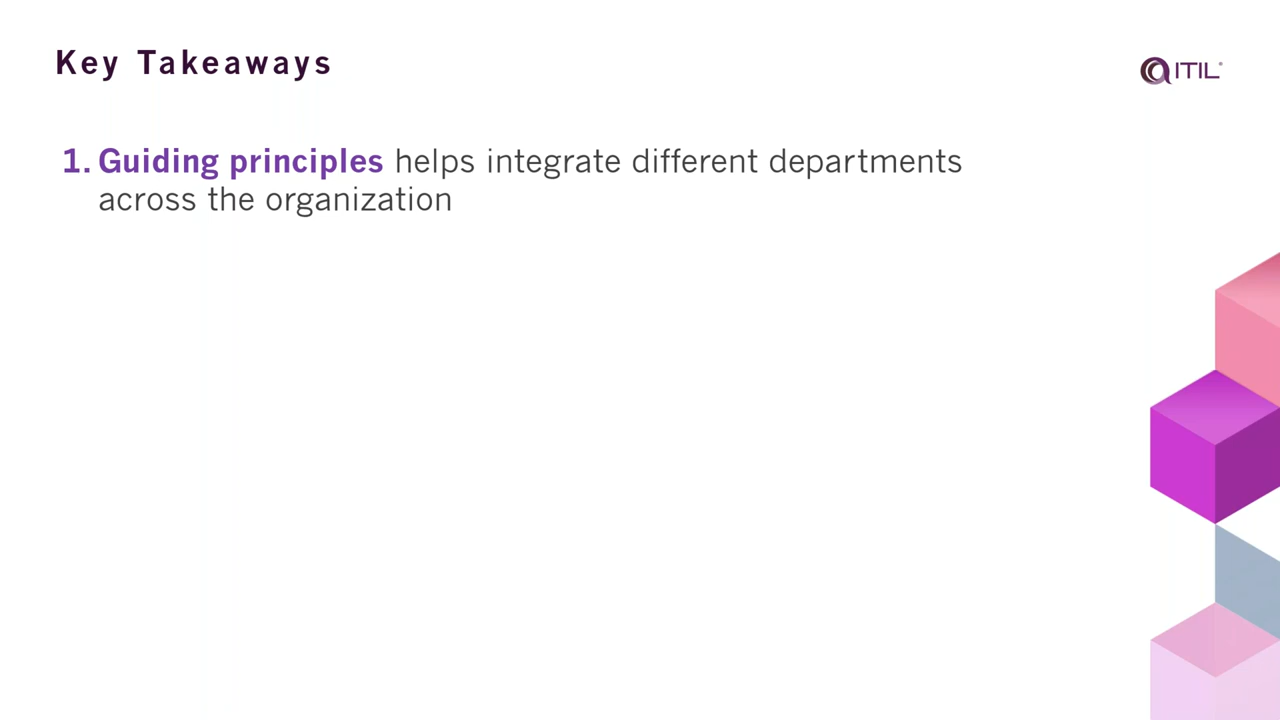 Key Takeaways
ITIL
1. Guiding principles helps integrate different departments
across the organization